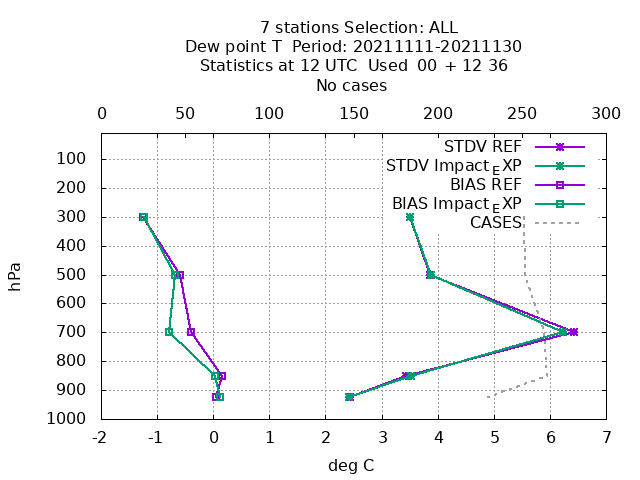 7 stations Selection: ALL
Dew point T  Period: 20211111-20211130
Statistics at 12 UTC  Used  00 + 12 36
No cases
0 50 100 150 200 250 300
STDV REF
STDV Impact_EXP
BIAS REF
BIAS Impact_EXP
CASES
100
200
300
400
500
600
700
800
900
1000
hPa
-2 -1 0 1 2 3 4 5 6 7
deg C